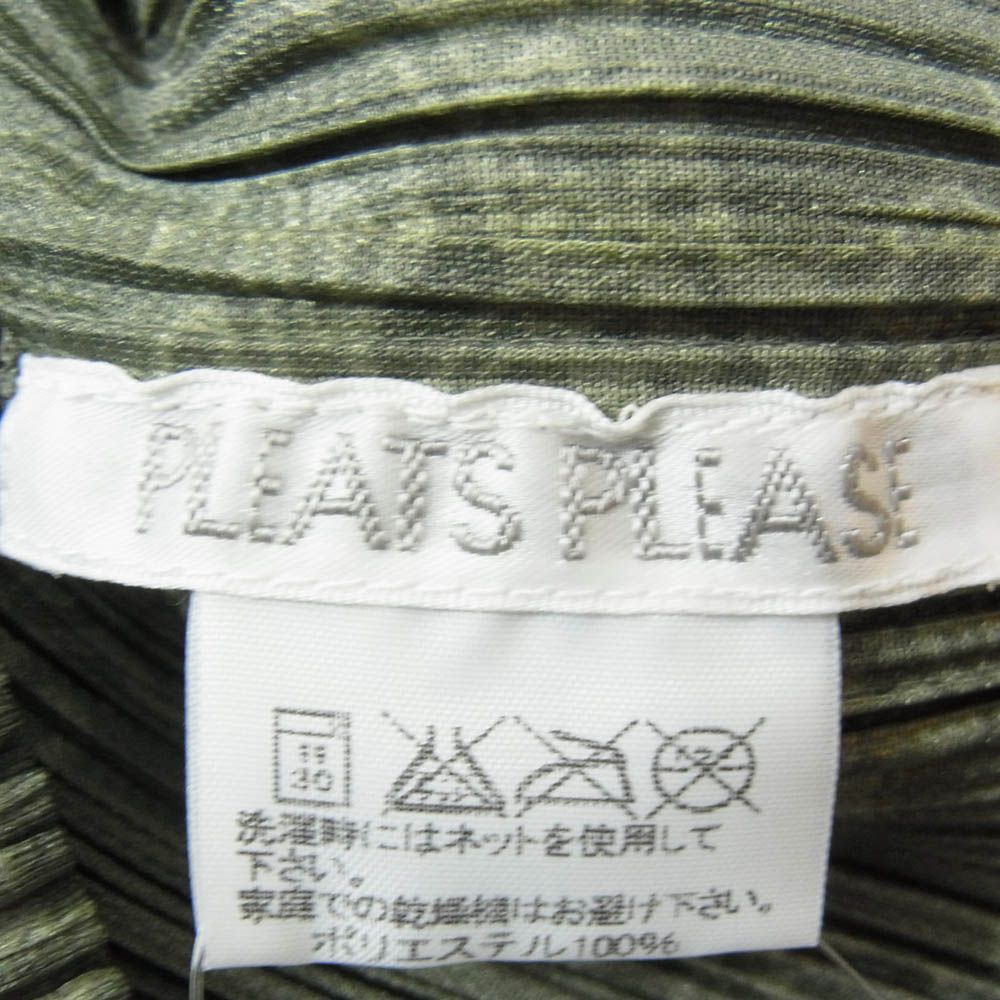 PLEATS PLEASE
洗濯時にはネットを使用して
下さい。
表面での乾燥機はお避け下さい。
ポリエステル100%